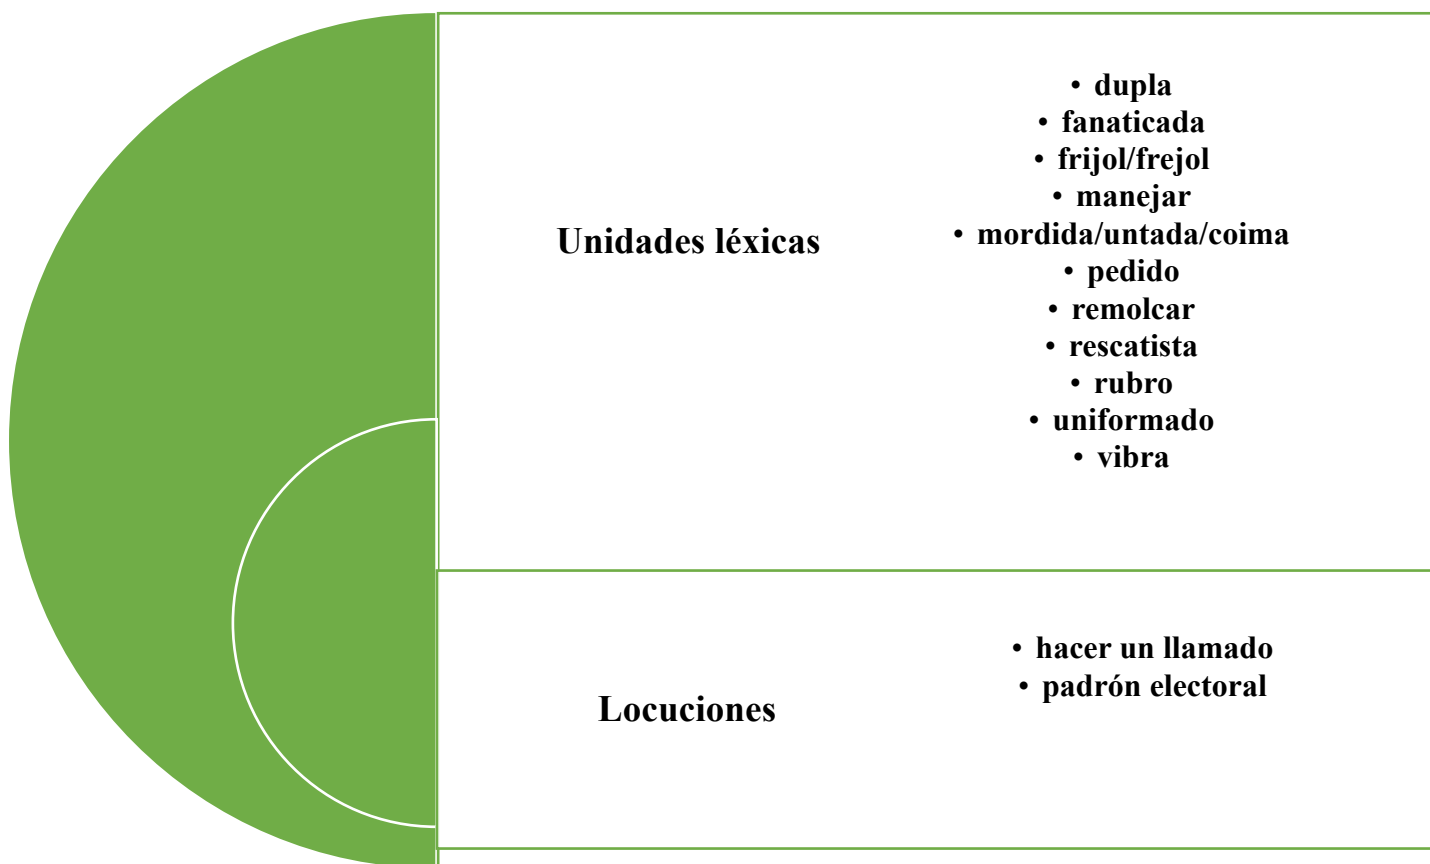 Unidades léxicas
• dupla
• fanaticada
• frijol/frejol
• manejar
• mordida/untada/coima
• pedido
• remolcar
• rescatista
• rubro
• uniformado
• vibra
Locuciones
• hacer un llamado
• padrón electoral